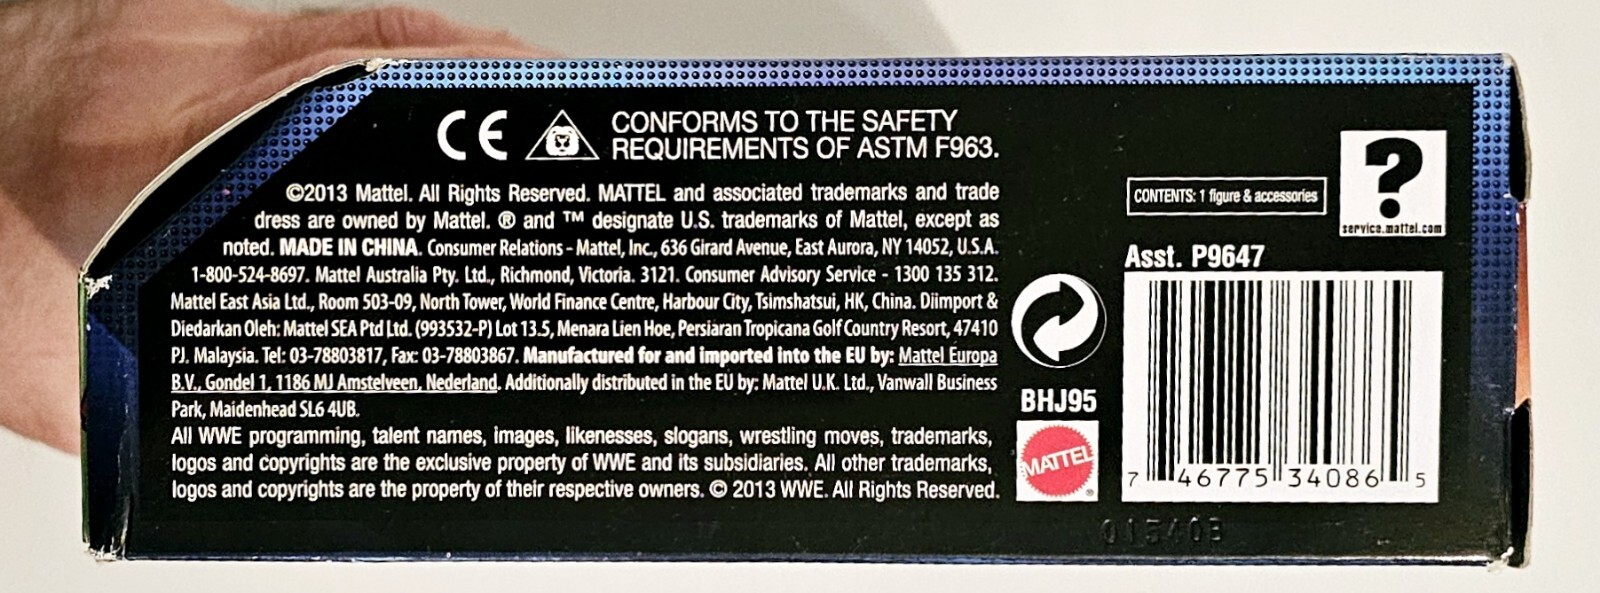 CE
CONFORMS TO THE SAFETY
REQUIREMENTS OF ASTM F963.
©2013 Mattel. All Rights Reserved. MATTEL and associated trademarks and trade
dress are owned by Mattel. ® and ™ designate U.S. trademarks of Mattel, except as
noted. MADE IN CHINA. Consumer Relations - Mattel, Inc., 636 Girard Avenue, East Aurora, NY 14052, U.S.A.
1-800-524-8697. Mattel Australia Pty. Ltd., Richmond, Victoria. 3121. Consumer Advisory Service - 1300 135 312.
Mattel East Asia Ltd., Room 503-09, North Tower, World Finance Centre, Harbour City, Tsimshatsui, HK, China. Diimport &
Diedarkan Oleh: Mattel SEA Ptd Ltd. (993532-P) Lot 13.5, Menara Lien Hoe, Persiaran Tropicana Golf Country Resort, 47410
PJ. Malaysia. Tel: 03-78803817, Fax: 03-78803867. Manufactured for and imported into the EU by: Mattel Europa
B.V., Gondel 1, 1186 MJ Amstelveen, Nederland. Additionally distributed in the EU by: Mattel U.K. Ltd., Vanwall Business
Park, Maidenhead SL6 4UB.
All WWE programming, talent names, images, likenesses, slogans, wrestling moves, trademarks,
logos and copyrights are the exclusive property of WWE and its subsidiaries. All other trademarks,
logos and copyrights are the property of their respective owners. © 2013 WWE. All Rights Reserved.
BHJ95
MATTEL
®
CONTENTS: 1 figure & accessories
?
service.mattel.com
Asst. P9647
7 46775 34086 5